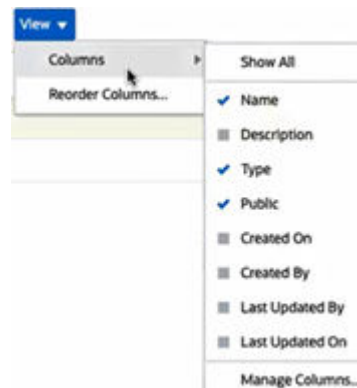 View
Columns
Reorder Columns...
Show All
Name
Description
Type
Public
Created On
Created By
Last Updated By
Last Updated On
Manage Columns..